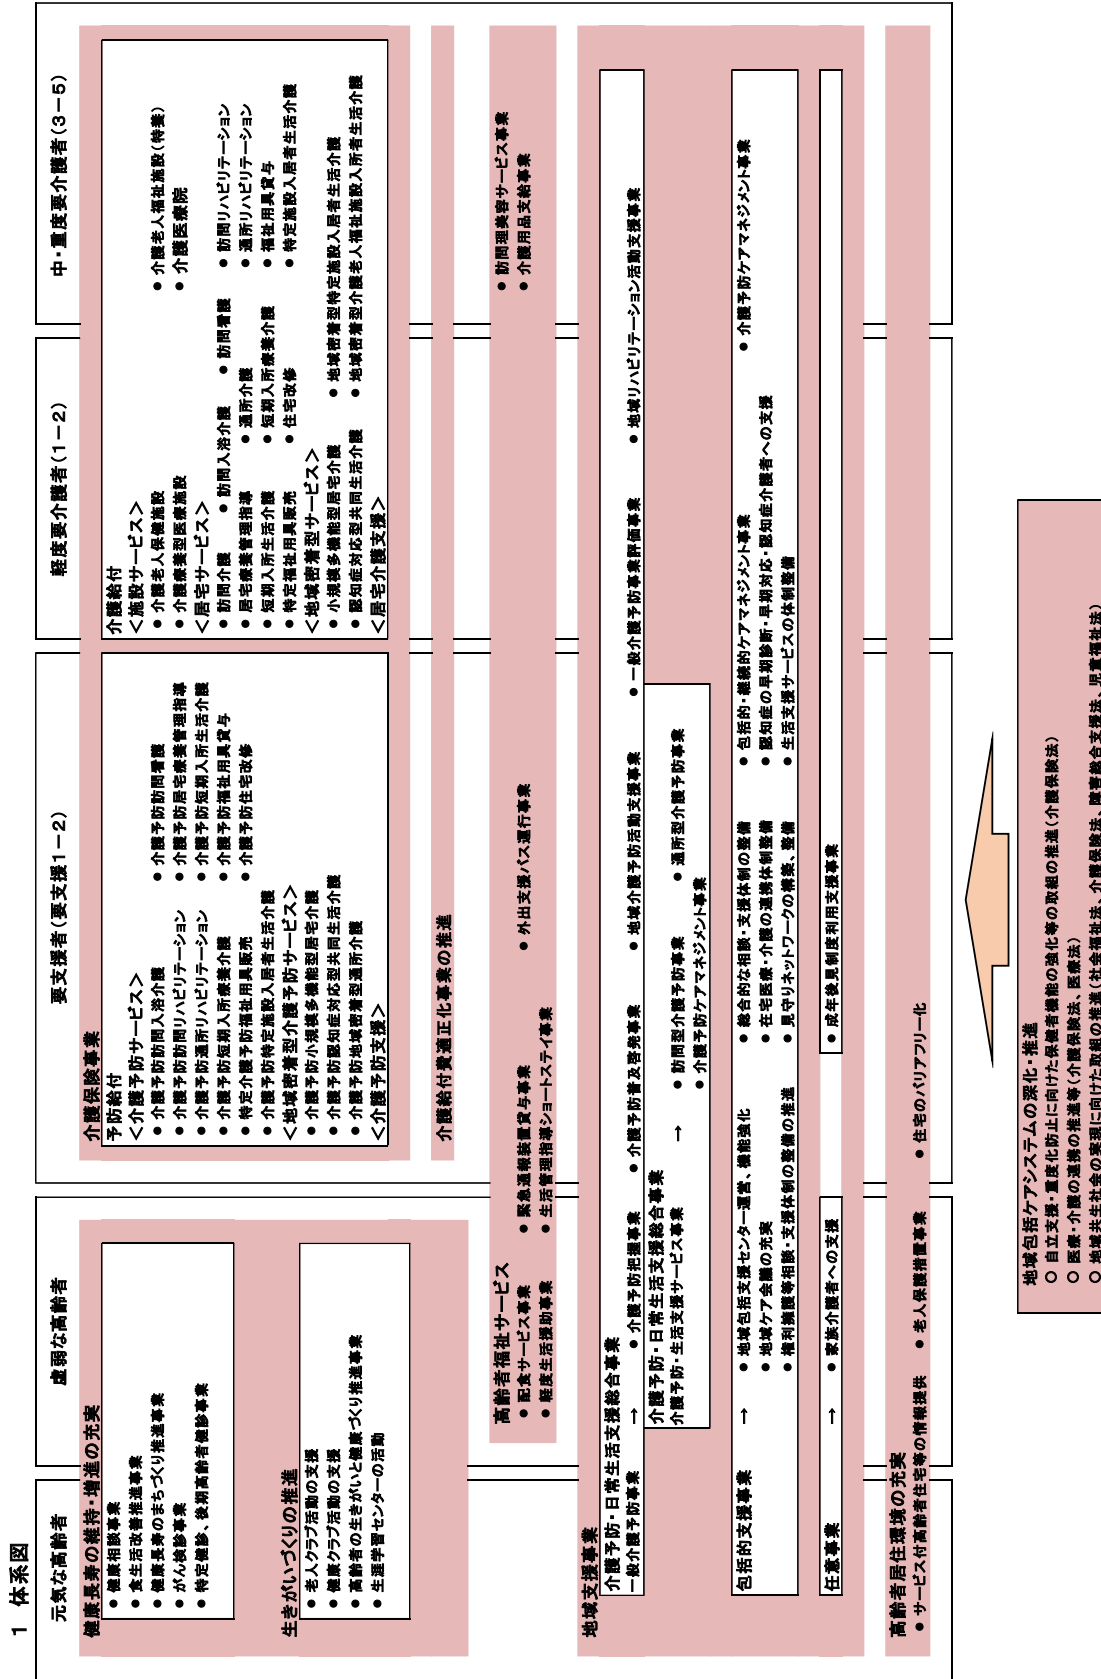 1 体系図
元気な高齢者
虚弱な高齢者
要支援者(要支援1－2)
軽度要介護者(1－2)
中・重度要介護者(3－5)
健康長寿の維持・増進の充実
● 健康相談事業
● 食生活改善推進事業
● 健康長寿のまちづくり推進事業
● がん検診事業
● 特定健診、後期高齢者健診事業
生きがいづくりの推進
● 老人クラブ活動の支援
● 健康クラブ活動の支援
● 高齢者の生きがいと健康づくり推進事業
● 生涯学習センターの活動
介護保険事業
予防給付
＜介護予防サービス＞
● 介護予防訪問入浴介護 ● 介護予防訪問看護
● 介護予防訪問リハビリテーション ● 介護予防居宅療養管理指導
● 介護予防通所リハビリテーション ● 介護予防短期入所生活介護
● 介護予防短期入所療養介護 ● 介護予防福祉用具貸与
● 特定介護予防福祉用具販売 ● 介護予防住宅改修
● 介護予防特定施設入居者生活介護
＜地域密着型介護予防サービス＞
● 介護予防小規模多機能型居宅介護
● 介護予防認知症対応型共同生活介護
● 介護予防地域密着型通所介護
＜介護予防支援＞
介護給付
＜施設サービス＞
● 介護老人保健施設 ● 介護老人福祉施設(特養)
● 介護療養型医療施設 ● 介護医療院
＜居宅サービス＞
● 訪問介護 ● 訪問入浴介護 ● 訪問看護 ● 訪問リハビリテーション
● 居宅療養管理指導 ● 通所介護 ● 通所リハビリテーション
● 短期入所生活介護 ● 短期入所療養介護 ● 福祉用具貸与
● 特定福祉用具販売 ● 住宅改修 ● 特定施設入居者生活介護
＜地域密着型サービス＞
● 小規模多機能型居宅介護 ● 地域密着型特定施設入居者生活介護
● 認知症対応型共同生活介護 ● 地域密着型介護老人福祉施設入所者生活介護
＜居宅介護支援＞
介護給付費適正化事業の推進
高齢者福祉サービス
● 訪問理美容サービス事業
● 配食サービス事業 ● 緊急通報装置貸与事業 ● 外出支援バス運行事業 ● 介護用品支給事業
● 軽度生活援助事業 ● 生活管理指導ショートステイ事業
地域支援事業
介護予防・日常生活支援総合事業
一般介護予防事業 → ● 介護予防把握事業 ● 介護予防普及啓発事業 ● 地域介護予防活動支援事業 ● 一般介護予防事業評価事業 ● 地域リハビリテーション活動支援事業
介護予防・日常生活支援総合事業
介護予防・生活支援サービス事業 → ● 訪問型介護予防事業 ● 通所型介護予防事業
● 介護予防ケアマネジメント事業
包括的支援事業 → ● 地域包括支援センター運営、機能強化 ● 総合的な相談・支援体制の整備 ● 包括的・継続的ケアマネジメント事業 ● 介護予防ケアマネジメント事業
● 地域ケア会議の充実 ● 在宅医療・介護の連携体制整備 ● 認知症の早期診断・早期対応・認知症介護者への支援
● 権利擁護等相談・支援体制の整備の推進 ● 見守りネットワークの構築、整備 ● 生活支援サービスの体制整備
任意事業 → ● 家族介護者への支援 ● 成年後見制度利用支援事業
高齢者居住環境の充実
● サービス付高齢者住宅等の情報提供 ● 老人保護措置事業 ● 住宅のバリアフリー化
地域包括ケアシステムの深化・推進
○ 自立支援・重度化防止に向けた保険者機能の強化等の取組の推進(介護保険法)
○ 医療・介護の連携の推進等(介護保険法、医療法)
○ 地域共生社会の実現に向けた取組の推進(社会福祉法、介護保険法、障害総合支援法、児童福祉法)